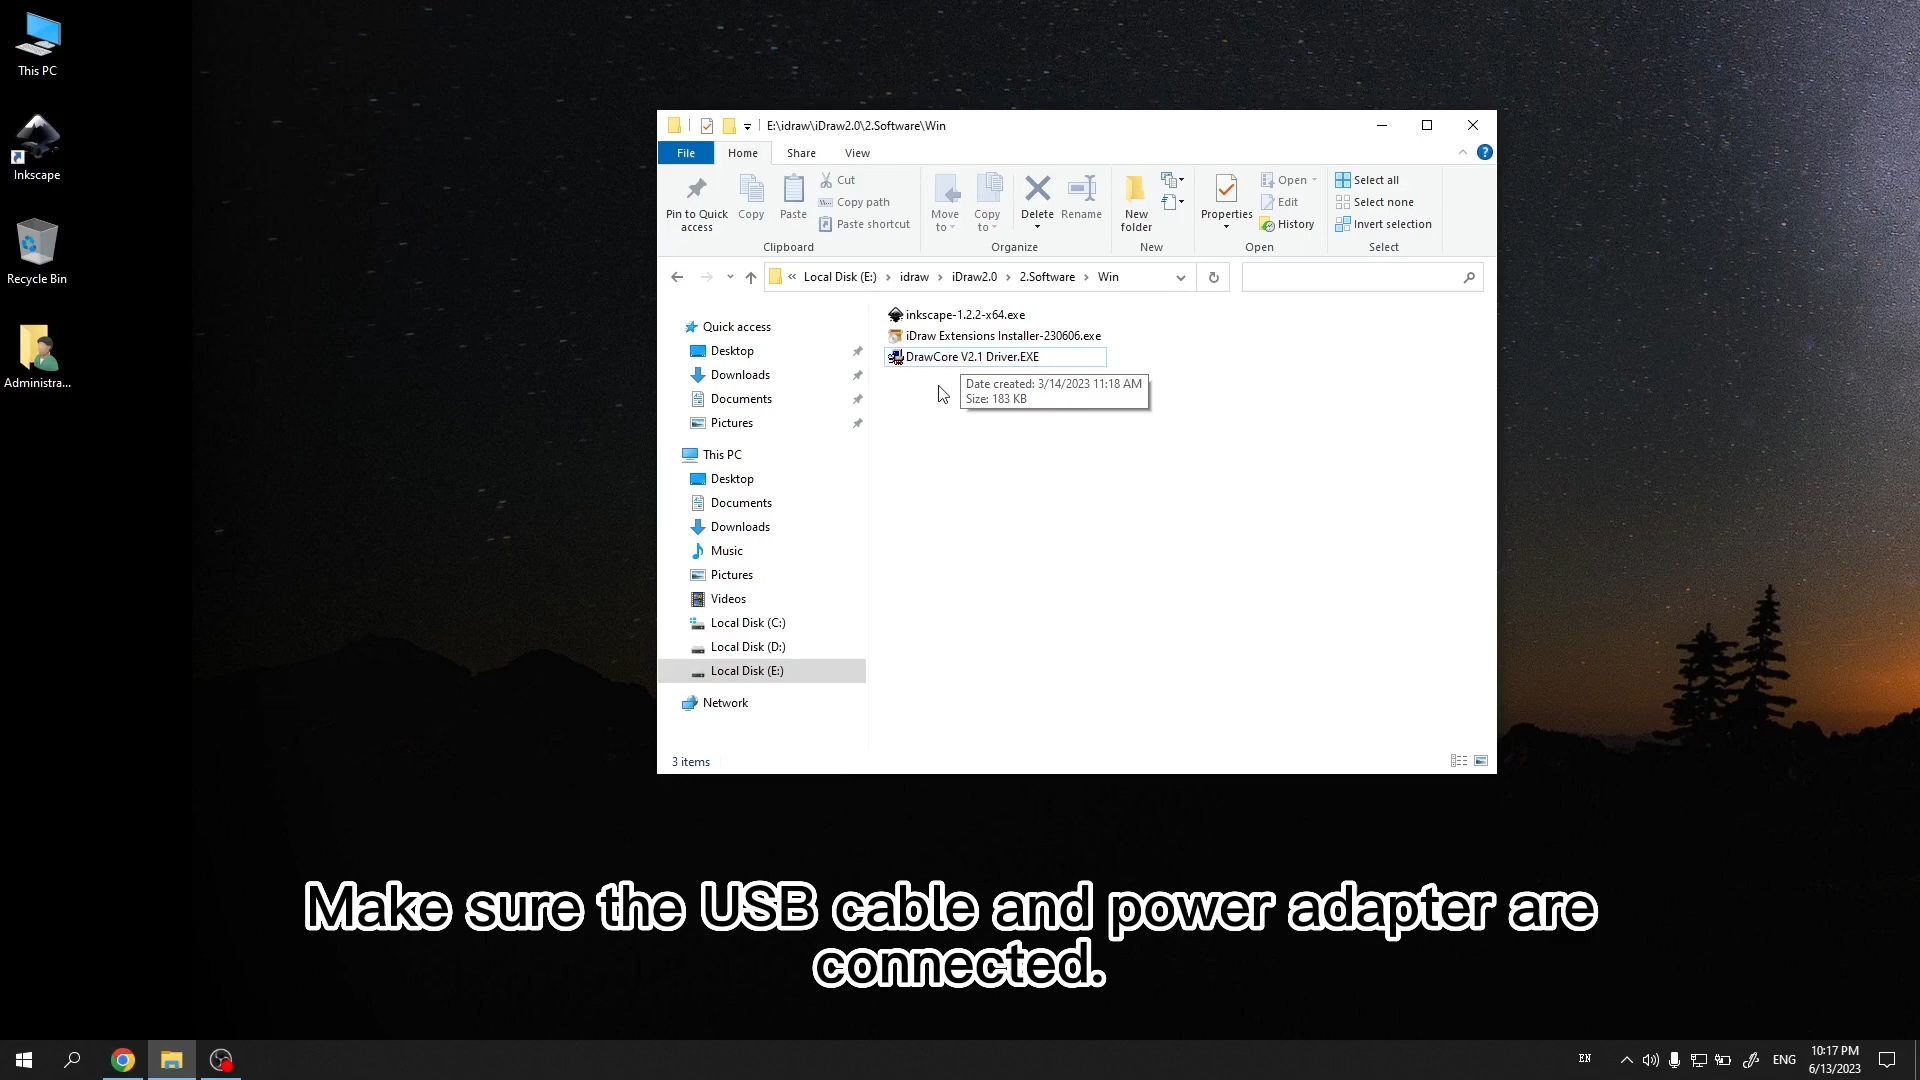 This PC
Inkscape
Recycle Bin
Administra...
E:\idraw\iDraw2.0\2.Software\Win
File Home Share View
Pin to Quick access
Copy
Paste
Cut
Copy path
Paste shortcut
Clipboard
Move to
Copy to
Delete
Rename
Organize
New folder
New
Properties
Open
Edit
History
Open
Select all
Select none
Invert selection
Select
« Local Disk (E:) › idraw › iDraw2.0 › 2.Software › Win
Quick access
Desktop
Downloads
Documents
Pictures
This PC
Desktop
Documents
Downloads
Music
Pictures
Videos
Local Disk (C:)
Local Disk (D:)
Local Disk (E:)
Network
inkscape-1.2.2-x64.exe
iDraw Extensions Installer-230606.exe
DrawCore V2.1 Driver.EXE
Date created: 3/14/2023 11:18 AM
Size: 183 KB
3 items
Make sure the USB cable and power adapter are
connected.
EN
ENG
10:17 PM
6/13/2023